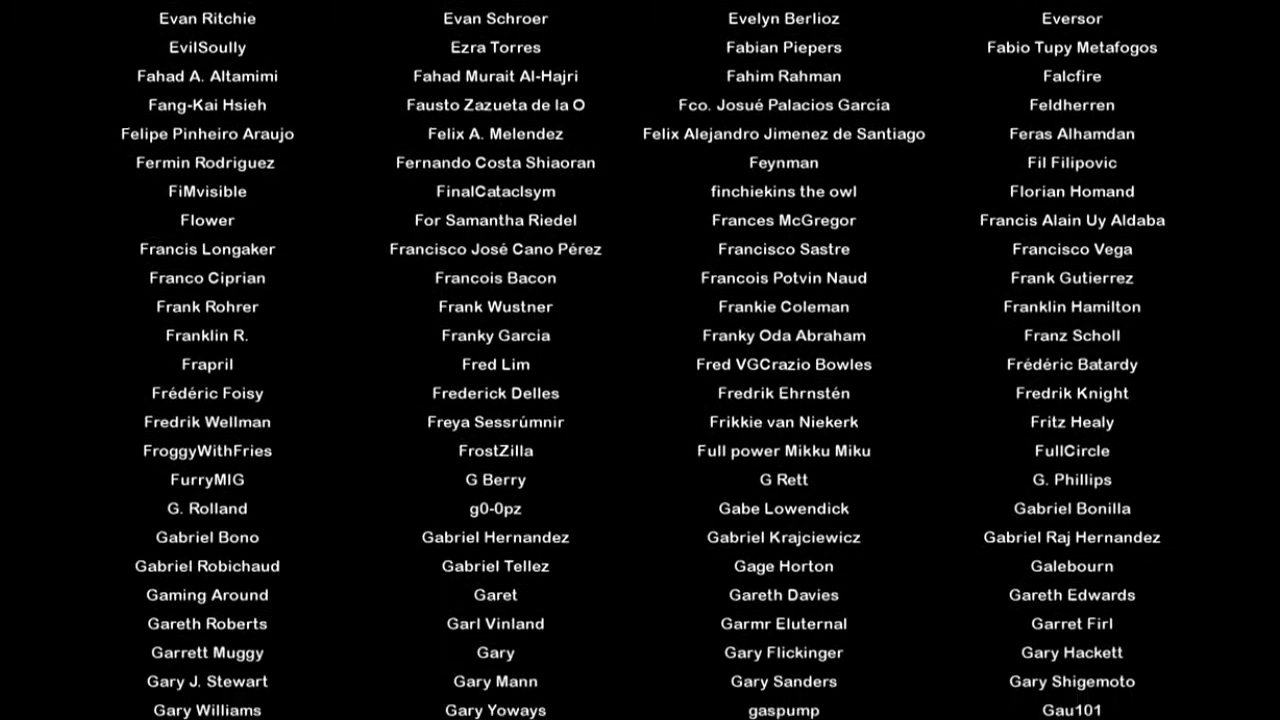 Evan Ritchie Evan Schroer Evelyn Berlioz Eversor
EvilSoully Ezra Torres Fabian Piepers Fabio Tupy Metafogos
Fahad A. Altamimi Fahad Murait Al-Hajri Fahim Rahman Falcfire
Fang-Kai Hsieh Fausto Zazueta de la O Fco. Josué Palacios García Feldherren
Felipe Pinheiro Araujo Felix A. Melendez Felix Alejandro Jimenez de Santiago Feras Alhamdan
Fermin Rodriguez Fernando Costa Shiaoran Feynman Fil Filipovic
FiMvisible FinalCataclsym finchiekins the owl Florian Homand
Flower For Samantha Riedel Frances McGregor Francis Alain Uy Aldaba
Francis Longaker Francisco José Cano Pérez Francisco Sastre Francisco Vega
Franco Ciprian Francois Bacon Francois Potvin Naud Frank Gutierrez
Frank Rohrer Frank Wustner Frankie Coleman Franklin Hamilton
Franklin R. Franky Garcia Franky Oda Abraham Franz Scholl
Frapril Fred Lim Fred VGCrazio Bowles Frédéric Batardy
Frédéric Foisy Frederick Delles Fredrik Ehrnstén Fredrik Knight
Fredrik Wellman Freya Sessrúmnir Frikkie van Niekerk Fritz Healy
FroggyWithFries FrostZilla Full power Mikku Miku FullCircle
FurryMIG G Berry G Rett G. Phillips
G. Rolland g0-0pz Gabe Lowendick Gabriel Bonilla
Gabriel Bono Gabriel Hernandez Gabriel Krajciewicz Gabriel Raj Hernandez
Gabriel Robichaud Gabriel Tellez Gage Horton Galebourn
Gaming Around Garet Gareth Davies Gareth Edwards
Gareth Roberts Garl Vinland Garmr Eluternal Garret Firl
Garrett Muggy Gary Gary Flickinger Gary Hackett
Gary J. Stewart Gary Mann Gary Sanders Gary Shigemoto
Gary Williams Gary Yoways gaspump Gau101